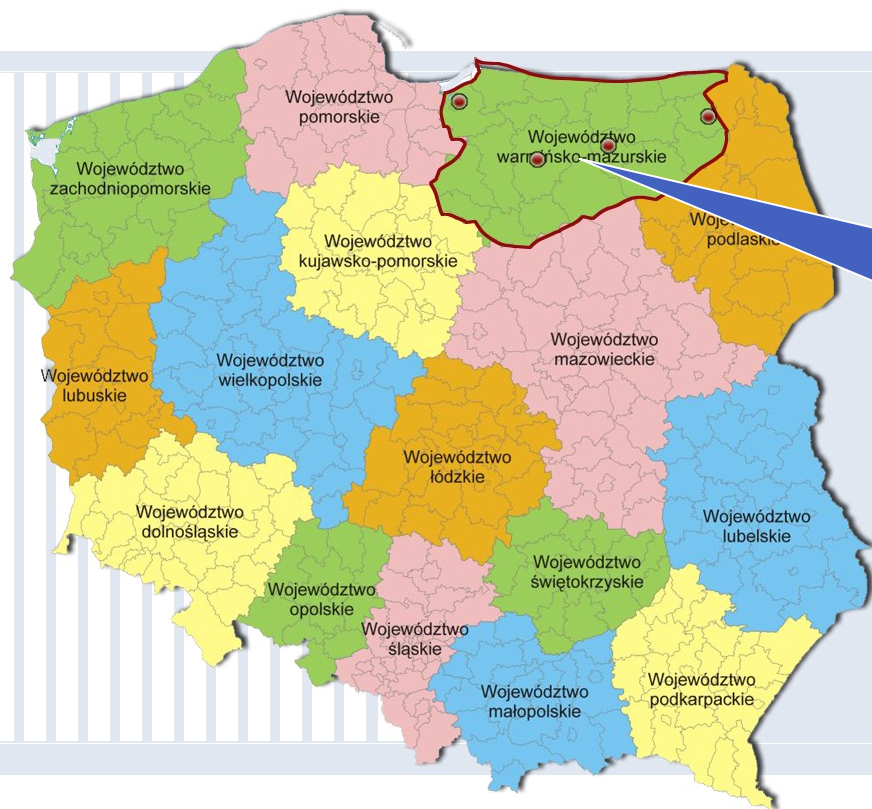 Województwo
pomorskie
Województwo
warmińsko-mazurskie
Województwo
zachodniopomorskie
podlaskie
Województwo
kujawsko-pomorskie
Województwo
mazowieckie
Województwo
wielkopolskie
Województwo
lubuskie
Województwo
łódzkie
Województwo
dolnośląskie
Województwo
lubelskie
Województwo
świętokrzyskie
Województwo
opolskie
Województwo
śląskie
Województwo
małopolskie
Województwo
podkarpackie